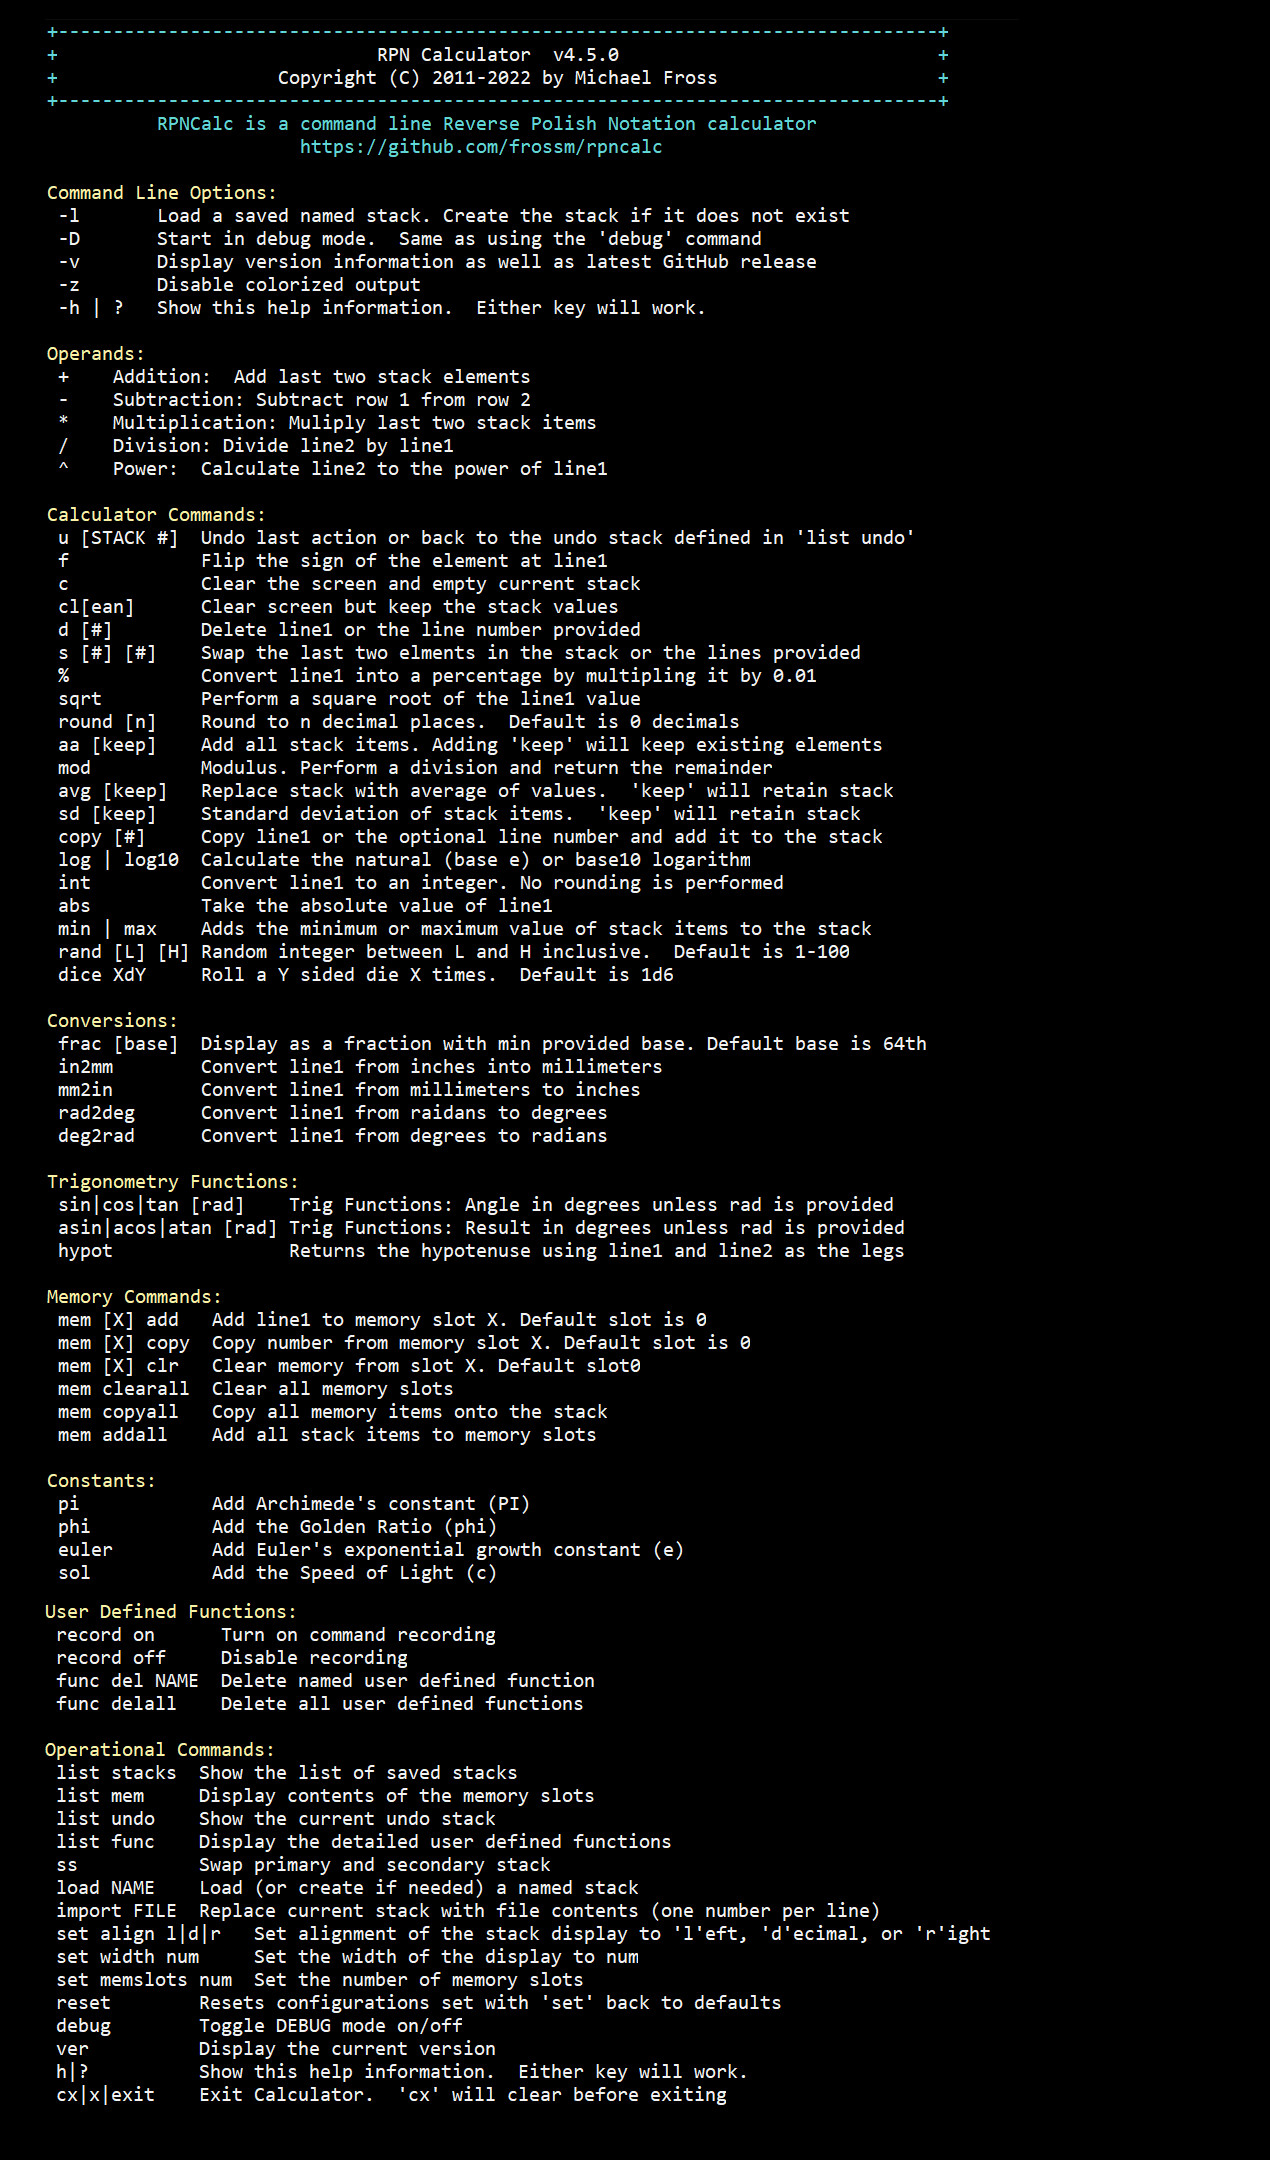 +--------------------------------------------------------------------------------+
+                             RPN Calculator  v4.5.0                             +
+                    Copyright (C) 2011-2022 by Michael Fross                    +
+--------------------------------------------------------------------------------+
          RPNCalc is a command line Reverse Polish Notation calculator
                       https://github.com/frossm/rpncalc

Command Line Options:
 -l       Load a saved named stack. Create the stack if it does not exist
 -D       Start in debug mode.  Same as using the 'debug' command
 -v       Display version information as well as latest GitHub release
 -z       Disable colorized output
 -h | ?   Show this help information.  Either key will work.

Operands:
 +    Addition:  Add last two stack elements
 -    Subtraction: Subtract row 1 from row 2
 *    Multiplication: Muliply last two stack items
 /    Division: Divide line2 by line1
 ^    Power:  Calculate line2 to the power of line1

Calculator Commands:
 u [STACK #]  Undo last action or back to the undo stack defined in 'list undo'
 f            Flip the sign of the element at line1
 c            Clear the screen and empty current stack
 cl[ean]      Clear screen but keep the stack values
 d [#]        Delete line1 or the line number provided
 s [#] [#]    Swap the last two elments in the stack or the lines provided
 %            Convert line1 into a percentage by multipling it by 0.01
 sqrt         Perform a square root of the line1 value
 round [n]    Round to n decimal places.  Default is 0 decimals
 aa [keep]    Add all stack items. Adding 'keep' will keep existing elements
 mod          Modulus. Perform a division and return the remainder
 avg [keep]   Replace stack with average of values.  'keep' will retain stack
 sd [keep]    Standard deviation of stack items.  'keep' will retain stack
 copy [#]     Copy line1 or the optional line number and add it to the stack
 log | log10  Calculate the natural (base e) or base10 logarithm
 int          Convert line1 to an integer. No rounding is performed
 abs          Take the absolute value of line1
 min | max    Adds the minimum or maximum value of stack items to the stack
 rand [L] [H] Random integer between L and H inclusive.  Default is 1-100
 dice XdY     Roll a Y sided die X times.  Default is 1d6

Conversions:
 frac [base]  Display as a fraction with min provided base. Default base is 64th
 in2mm        Convert line1 from inches into millimeters
 mm2in        Convert line1 from millimeters to inches
 rad2deg      Convert line1 from raidans to degrees
 deg2rad      Convert line1 from degrees to radians

Trigonometry Functions:
 sin|cos|tan [rad]    Trig Functions: Angle in degrees unless rad is provided
 asin|acos|atan [rad] Trig Functions: Result in degrees unless rad is provided
 hypot                Returns the hypotenuse using line1 and line2 as the legs

Memory Commands:
 mem [X] add   Add line1 to memory slot X. Default slot is 0
 mem [X] copy  Copy number from memory slot X. Default slot is 0
 mem [X] clr   Clear memory from slot X. Default slot0
 mem clearall  Clear all memory slots
 mem copyall   Copy all memory items onto the stack
 mem addall    Add all stack items to memory slots

Constants:
 pi            Add Archimede's constant (PI)
 phi           Add the Golden Ratio (phi)
 euler         Add Euler's exponential growth constant (e)
 sol           Add the Speed of Light (c)

User Defined Functions:
 record on      Turn on command recording
 record off     Disable recording
 func del NAME  Delete named user defined function
 func delall    Delete all user defined functions

Operational Commands:
 list stacks  Show the list of saved stacks
 list mem     Display contents of the memory slots
 list undo    Show the current undo stack
 list func    Display the detailed user defined functions
 ss           Swap primary and secondary stack
 load NAME    Load (or create if needed) a named stack
 import FILE  Replace current stack with file contents (one number per line)
 set align l|d|r   Set alignment of the stack display to 'l'eft, 'd'ecimal, or 'r'ight
 set width num     Set the width of the display to num
 set memslots num  Set the number of memory slots
 reset        Resets configurations set with 'set' back to defaults
 debug        Toggle DEBUG mode on/off
 ver          Display the current version
 h|?          Show this help information.  Either key will work.
 cx|x|exit    Exit Calculator.  'cx' will clear before exiting